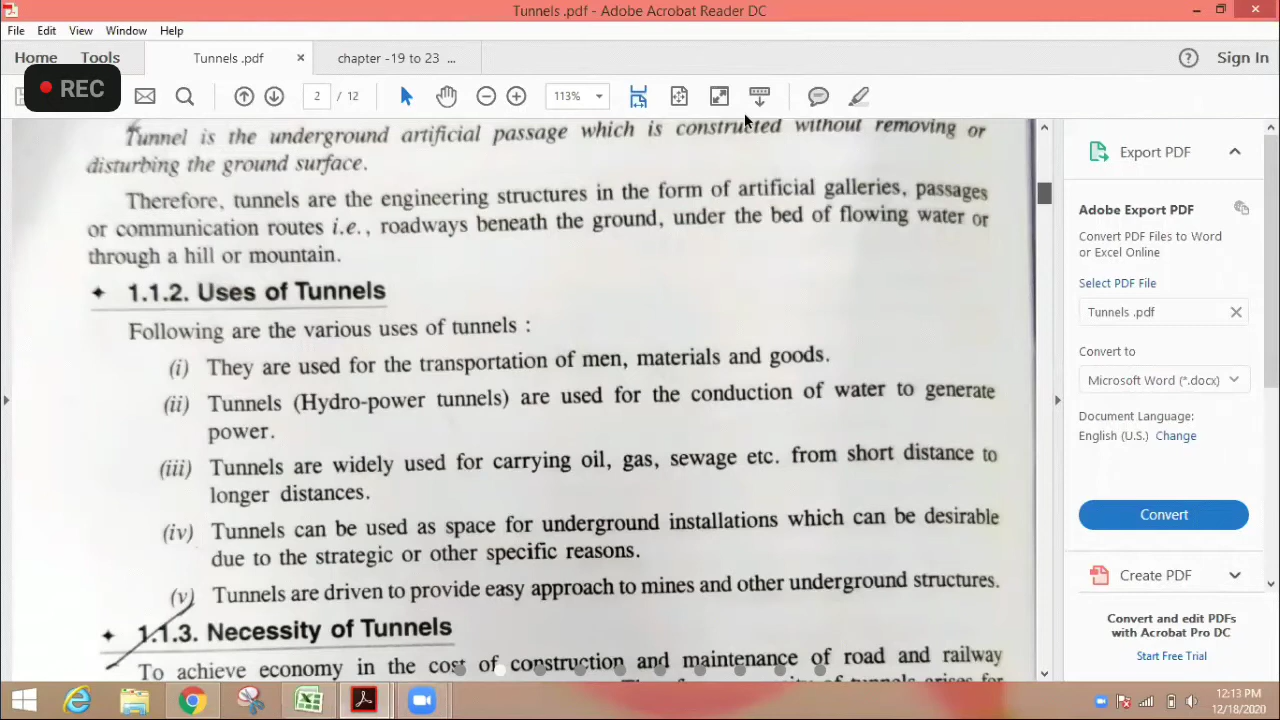 Tunnels .pdf - Adobe Acrobat Reader DC
File Edit View Window Help
Home Tools Tunnels .pdf chapter -19 to 23 ... Sign In
REC 2 / 12 113%
Tunnel is the underground artificial passage which is constructed without removing or
disturbing the ground surface.
Therefore, tunnels are the engineering structures in the form of artificial galleries, passages
or communication routes i.e., roadways beneath the ground, under the bed of flowing water or
through a hill or mountain.
1.1.2. Uses of Tunnels
Following are the various uses of tunnels :
(i) They are used for the transportation of men, materials and goods.
(ii) Tunnels (Hydro-power tunnels) are used for the conduction of water to generate
power.
(iii) Tunnels are widely used for carrying oil, gas, sewage etc. from short distance to
longer distances.
(iv) Tunnels can be used as space for underground installations which can be desirable
due to the strategic or other specific reasons.
(v) Tunnels are driven to provide easy approach to mines and other underground structures.
1.1.3. Necessity of Tunnels
To achieve economy in the cost of construction and maintenance of road and railway
Export PDF
Adobe Export PDF
Convert PDF Files to Word
or Excel Online
Select PDF File
Tunnels .pdf
Convert to
Microsoft Word (*.docx)
Document Language:
English (U.S.) Change
Convert
Create PDF
Convert and edit PDFs
with Acrobat Pro DC
Start Free Trial
12:13 PM
12/18/2020